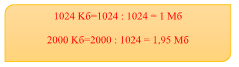 1024 Кб=1024 : 1024 = 1 Мб
2000 Кб=2000 : 1024 = 1,95 Мб